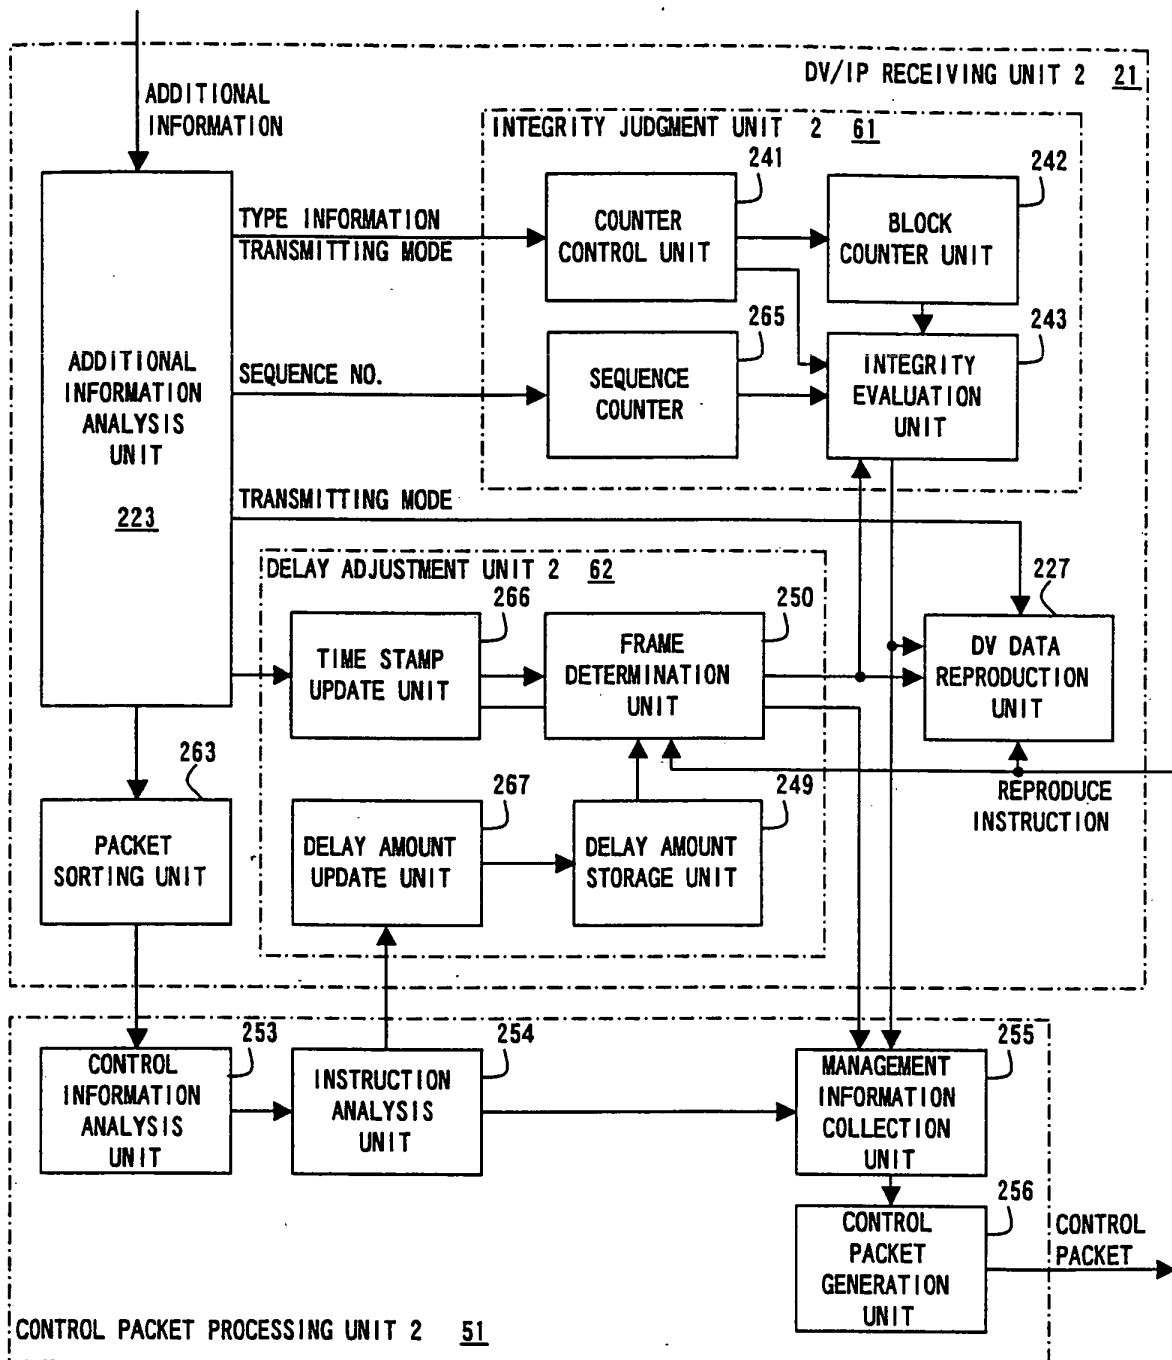 DV/IP RECEIVING UNIT 2 21
ADDITIONAL
INFORMATION
INTEGRITY JUDGMENT UNIT 2 61
241
242
TYPE INFORMATION
TRANSMITTING MODE
COUNTER
CONTROL UNIT
BLOCK
COUNTER UNIT
265
243
ADDITIONAL
INFORMATION
ANALYSIS
UNIT
223
SEQUENCE NO.
SEQUENCE
COUNTER
INTEGRITY
EVALUATION
UNIT
TRANSMITTING MODE
DELAY ADJUSTMENT UNIT 2 62
266
250
227
TIME STAMP
UPDATE UNIT
FRAME
DETERMINATION
UNIT
DV DATA
REPRODUCTION
UNIT
263
267
249
REPRODUCE
INSTRUCTION
PACKET
SORTING UNIT
DELAY AMOUNT
UPDATE UNIT
DELAY AMOUNT
STORAGE UNIT
253
254
255
CONTROL
INFORMATION
ANALYSIS
UNIT
INSTRUCTION
ANALYSIS
UNIT
MANAGEMENT
INFORMATION
COLLECTION
UNIT
256
CONTROL
PACKET
GENERATION
UNIT
CONTROL
PACKET
CONTROL PACKET PROCESSING UNIT 2 51